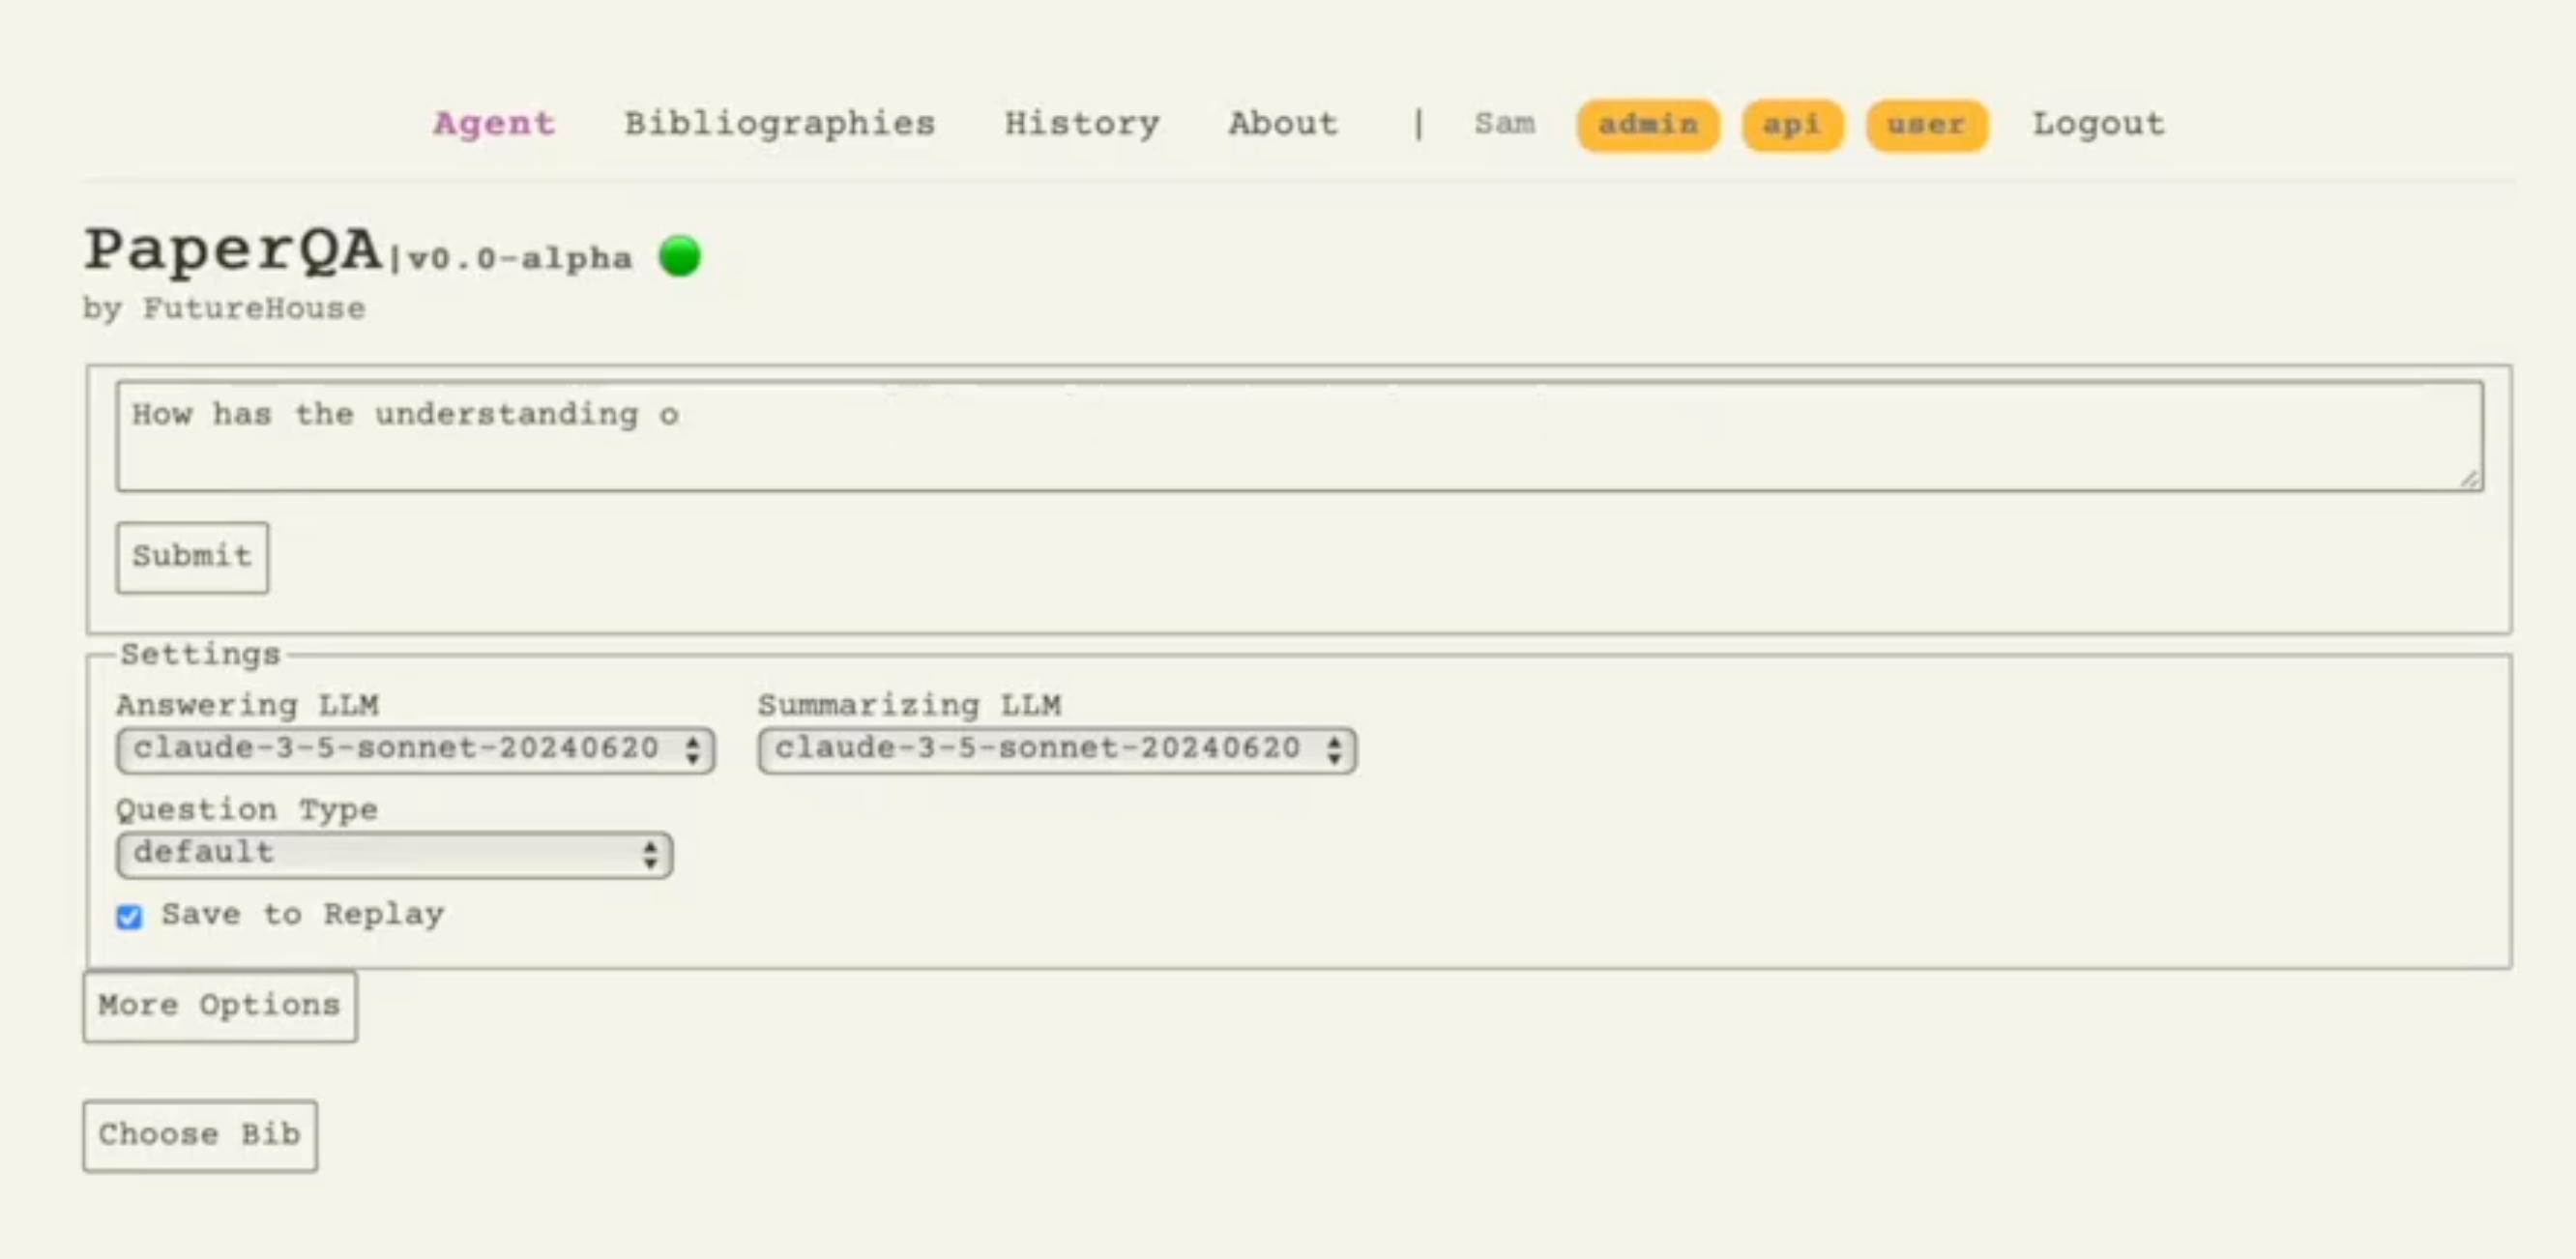 Agent Bibliographies History About | Sam admin api user Logout
PaperQA|v0.0-alpha
by FutureHouse
How has the understanding o
Submit
Settings
Answering LLM Summarizing LLM
claude-3-5-sonnet-20240620 claude-3-5-sonnet-20240620
Question Type
default
Save to Replay
More Options
Choose Bib